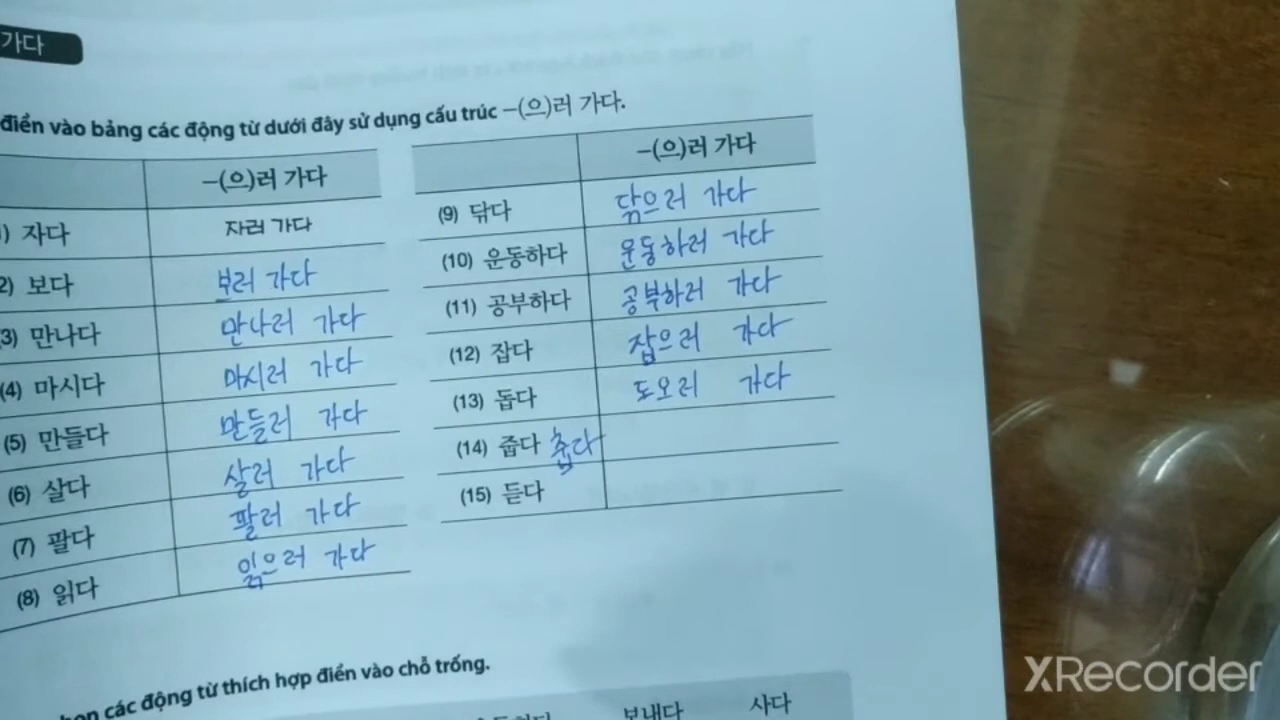 가다
điền vào bảng các động từ dưới đây sử dụng cấu trúc –(으)러 가다.
–(으)러 가다
자다 자러 가다
2) 보다 보러 가다
(3) 만나다 만나러 가다
(4) 마시다 마시러 가다
(5) 만들다 만들러 가다
(6) 살다 살러 가다
(7) 팔다 팔러 가다
(8) 읽다 읽으러 가다
–(으)러 가다
(9) 닦다 닦으러 가다
(10) 운동하다 운동하러 가다
(11) 공부하다 공부하러 가다
(12) 잡다 잡으러 가다
(13) 돕다 도오러 가다
(14) 줍다 춥다
(15) 듣다
các động từ thích hợp điền vào chỗ trống.
보내다 사다
XRecorder